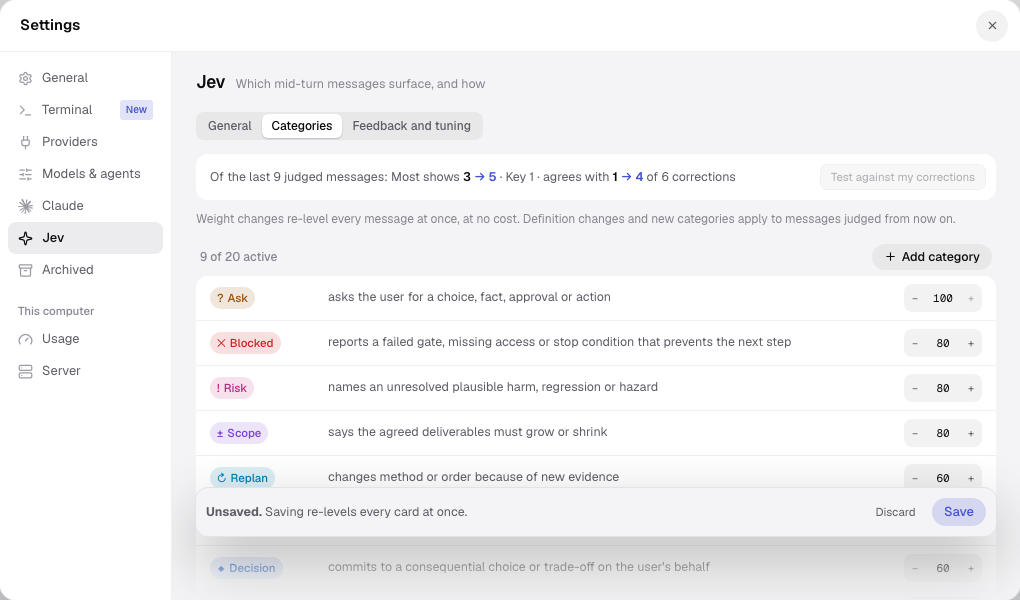 Settings
General
Terminal New
Providers
Models & agents
Claude
Jev
Archived
This computer
Usage
Server
Jev Which mid-turn messages surface, and how
General Categories Feedback and tuning
Of the last 9 judged messages: Most shows 3 → 5 · Key 1 · agrees with 1 → 4 of 6 corrections Test against my corrections
Weight changes re-level every message at once, at no cost. Definition changes and new categories apply to messages judged from now on.
9 of 20 active + Add category
? Ask asks the user for a choice, fact, approval or action − 100 +
Blocked reports a failed gate, missing access or stop condition that prevents the next step − 80 +
! Risk names an unresolved plausible harm, regression or hazard − 80 +
± Scope says the agreed deliverables must grow or shrink − 80 +
Replan changes method or order because of new evidence − 60 +
Unsaved. Saving re-levels every card at once. Discard Save
Decision commits to a consequential choice or trade-off on the user's behalf − 60 +